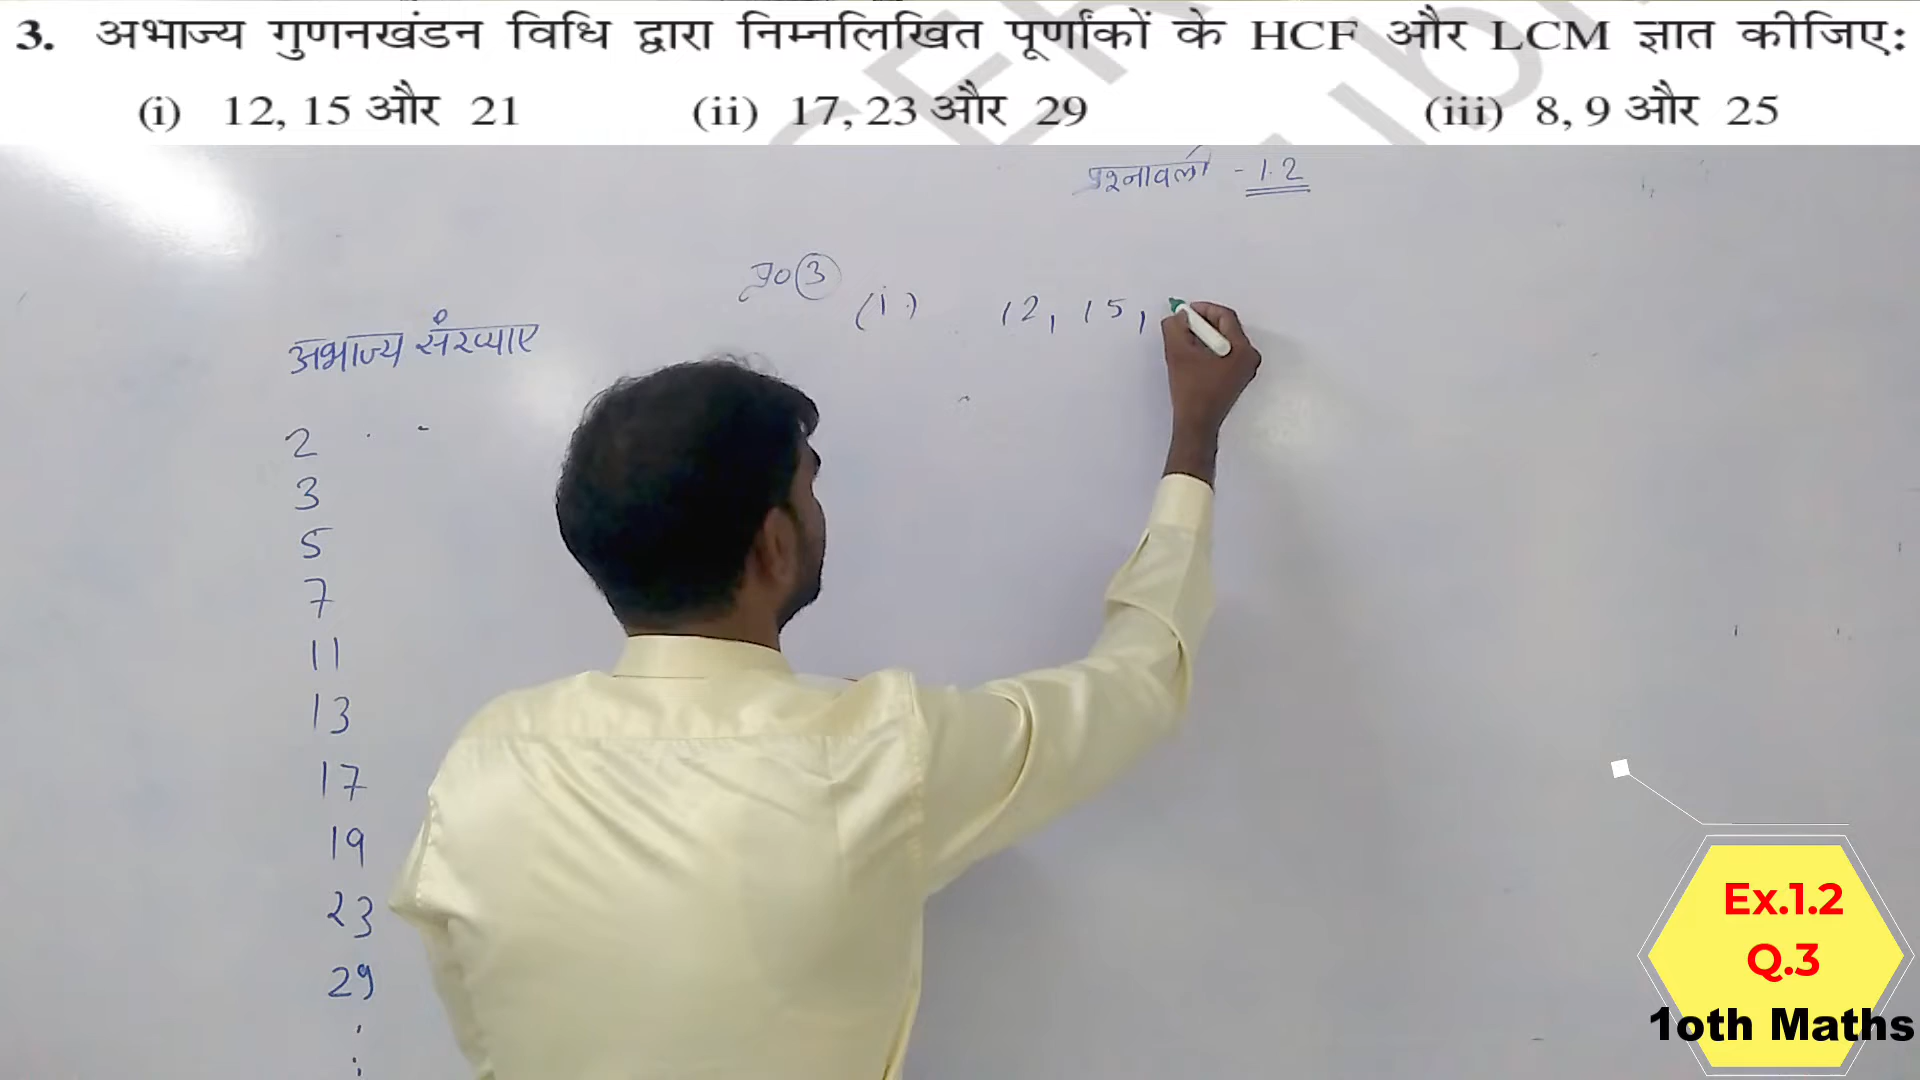 3. अभाज्य गुणनखंडन विधि द्वारा निम्नलिखित पूर्णांकों के HCF और LCM ज्ञात कीजिए:
(i) 12, 15 और 21 (ii) 17, 23 और 29 (iii) 8, 9 और 25
प्रश्नावली - 1.2
प्र० 3 (i) 12, 15,
अभाज्य संख्याए
2
3
5
7
11
13
17
19
23
29
Ex.1.2
Q.3
1oth Maths